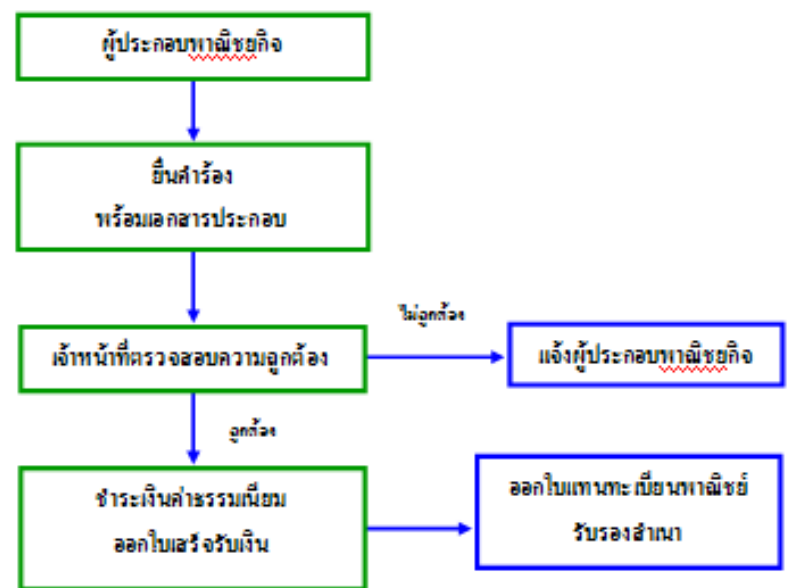 ผู้ประกอบพาณิชยกิจ
ยื่นคำร้อง
พร้อมเอกสารประกอบ
ไม่ถูกต้อง
เจ้าหน้าที่ตรวจสอบความถูกต้อง
แจ้งผู้ประกอบพาณิชยกิจ
ถูกต้อง
ชำระเงินค่าธรรมเนียม
ออกใบเสร็จรับเงิน
ออกใบแทนทะเบียนพาณิชย์
รับรองสำเนา